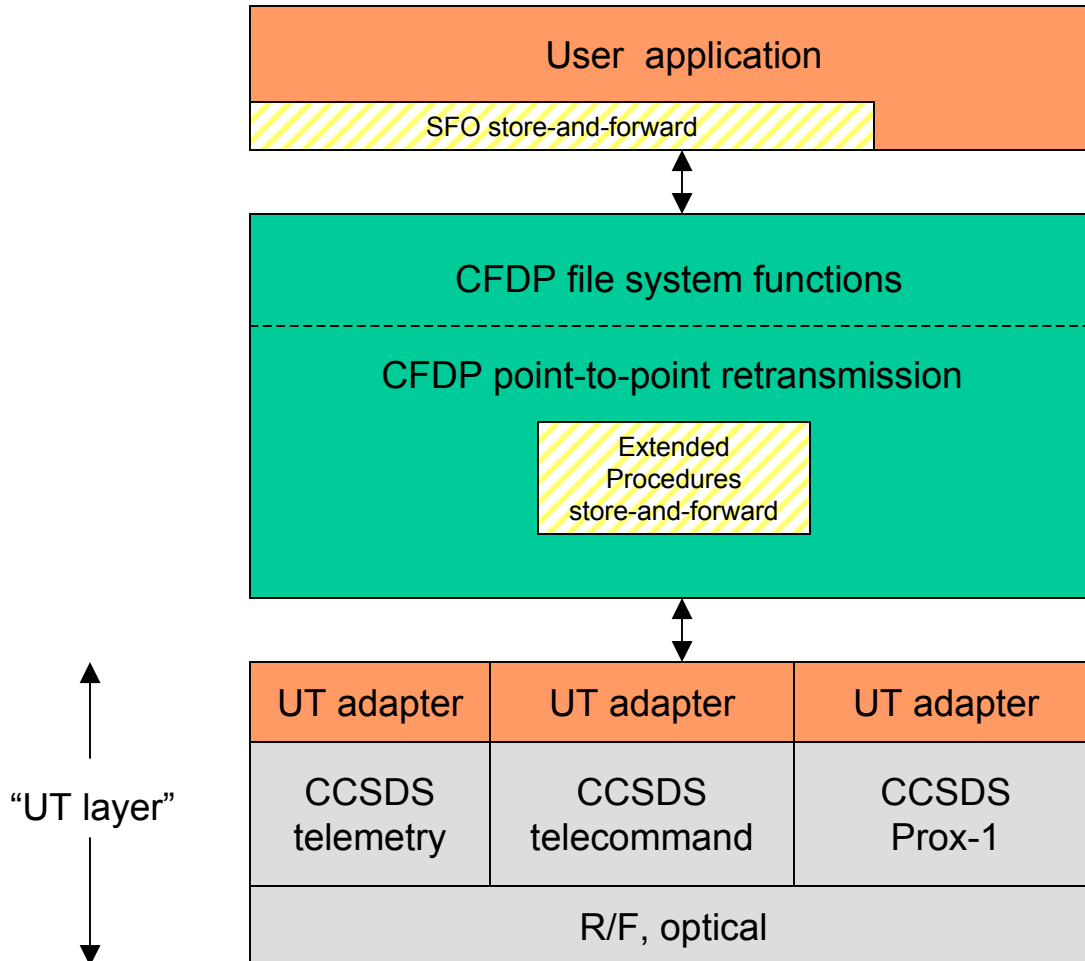 User application
SFO store-and-forward
CFDP file system functions
CFDP point-to-point retransmission
Extended
Procedures
store-and-forward
UT adapter
UT adapter
UT adapter
“UT layer”
CCSDS
telemetry
CCSDS
telecommand
CCSDS
Prox-1
R/F, optical